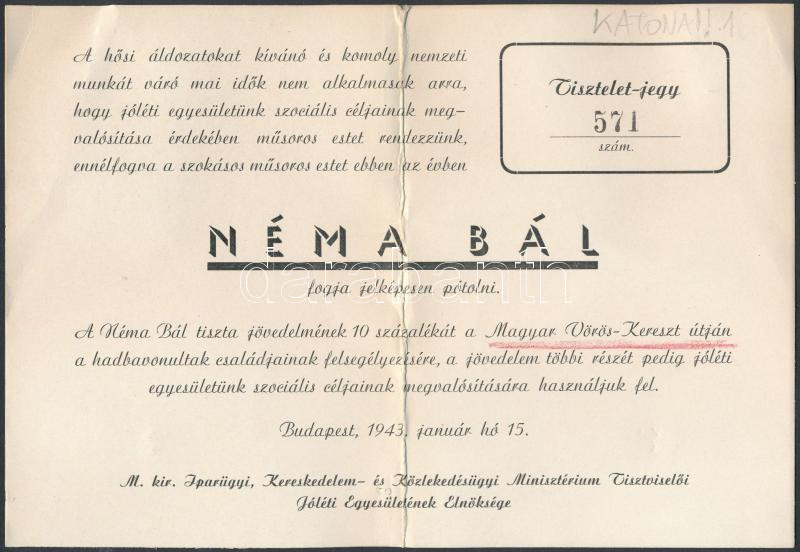 KATONAI! 1
A hősi áldozatokat kívánó és komoly nemzeti
munkát váró mai idők nem alkalmasak arra,
hogy jóléti egyesületünk szociális céljainak meg-
valósítása érdekében műsoros estet rendezzünk,
ennélfogva a szokásos műsoros estet ebben az évben
Tisztelet-jegy
571
szám.
NÉMA BÁL
fogja jelképesen pótolni.
darabanth
A Néma Bál tiszta jövedelmének 10 százalékát a Magyar Vörös-Kereszt útján
a hadbavonultak családjainak felsegélyezésére, a jövedelem többi részét pedig jóléti
egyesületünk szociális céljainak megvalósítására használjuk fel.
Budapest, 1943. január hó 15.
M. kir. Iparügyi, Kereskedelem- és Közlekedésügyi Minisztérium Tisztviselői
Jóléti Egyesületének Elnöksége